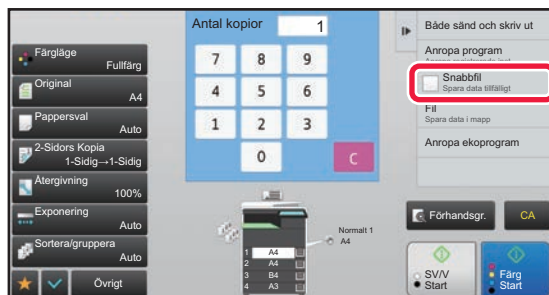 Antal kopior 1
Både sänd och skriv ut
Färgläge
Fullfärg
7 8 9
Anropa program
Original
A4
4 5 6
Snabbfil
Spara data tillfälligt
Pappersval
Auto
1 2 3
Fil
Spara data i mapp
2-Sidors Kopia
1-Sidig→1-Sidig
0 C
Anropa ekoprogram
Återgivning
100%
Exponering
Auto
Förhandsgr.
CA
Normalt 1
A4
Sortera/gruppera
Auto
1 A4
2 A4
3 B4
4 A3
Övrigt
SV/V
Start
Färg
Start